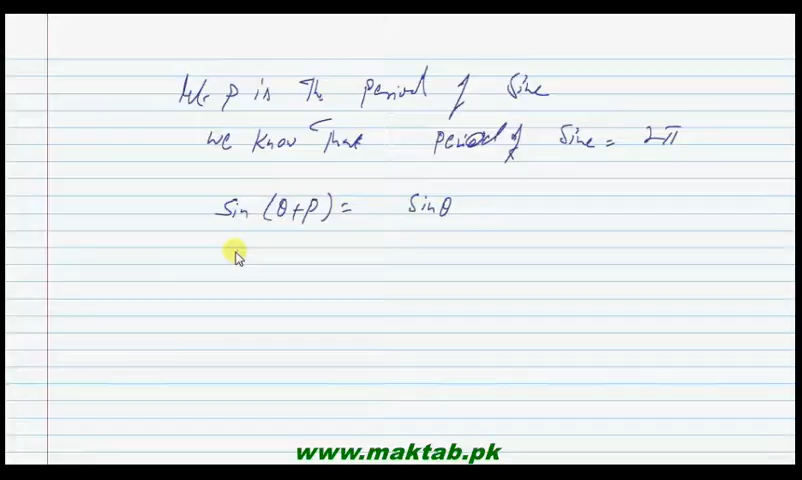 let p is The Period of Sine
we know That Period of Sine = 2π
Sin (θ+p) = Sinθ
www.maktab.pk